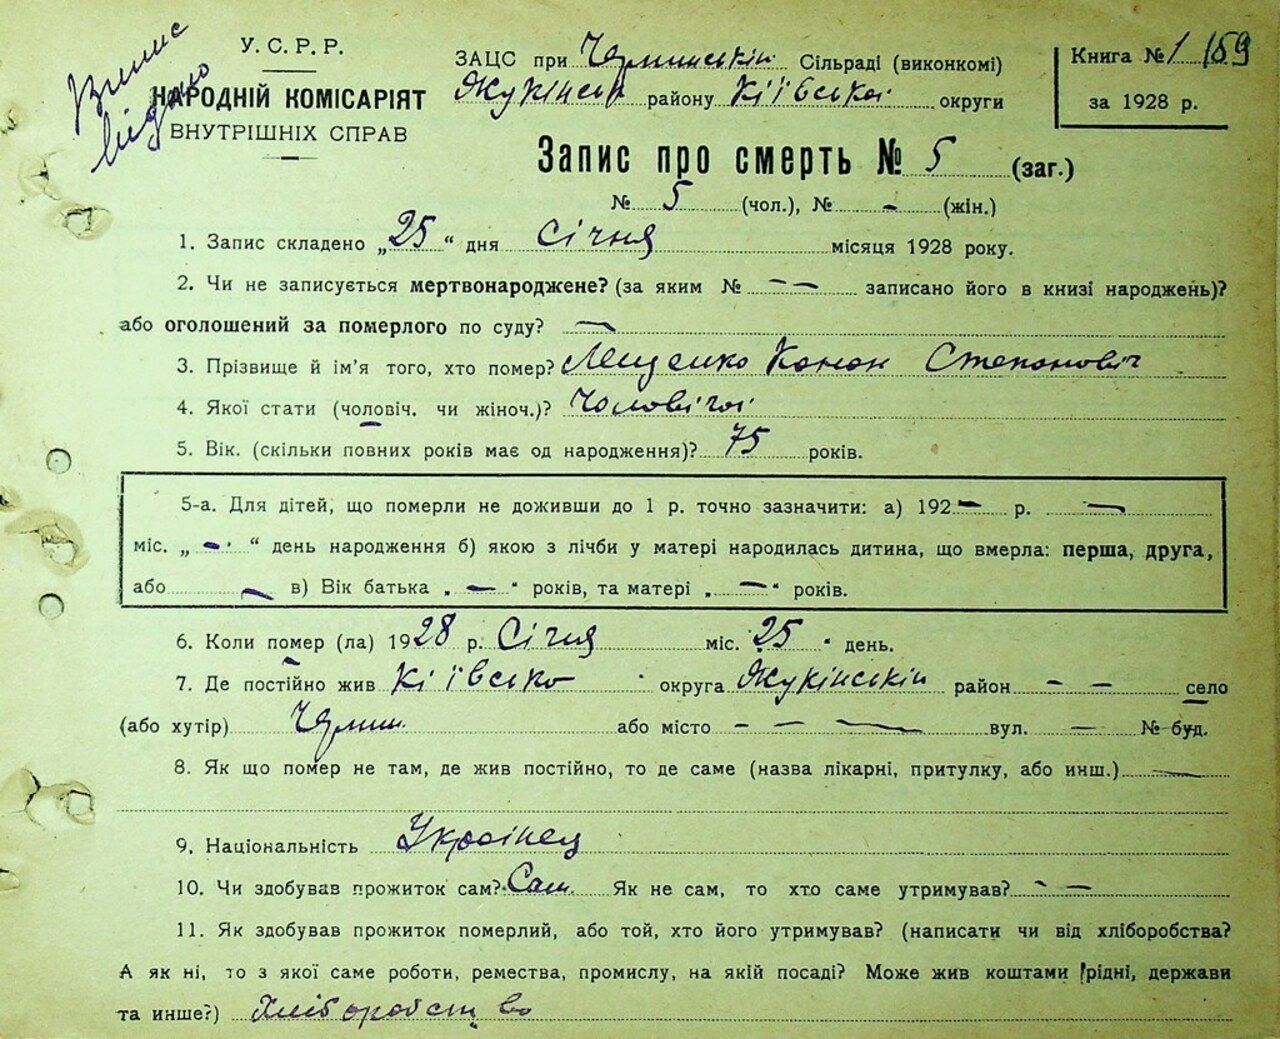 Випис
видано
У. С. Р. Р.
НАРОДНІЙ КОМІСАРІЯТ
ВНУТРІШНІХ СПРАВ
ЗАЦС при Сільраді (виконкомі)
району Київської округи
Книга № 1 159
за 1928 р.
Запис про смерть № 5 (заг.)
№ 5 (чол.), № - (жін.)
1. Запис складено „25“ дня Січня місяця 1928 року.
2. Чи не записується мертвонароджене? (за яким № — — записано його в книзі народжень)?
або оголошений за померлого по суду? —
3. Прізвище й ім'я того, хто помер? Лещенко Конон Степанович
4. Якої стати (чоловіч. чи жіноч.)? Чоловічої
5. Вік. (скільки повних років має од народження)? 75 років.
5-а. Для дітей, що померли не доживши до 1 р. точно зазначити: а) 192 — р. —
міс. „ - “ день народження б) якою з лічби у матері народилась дитина, що вмерла: перша, друга,
або — в) Вік батька „ — “ років, та матері „ — “ років.
6. Коли помер (ла) 1928 р. Січня міс. 25 " день.
7. Де постійно жив Київсько округа район — — село
(або хутір) або місто — — — вул. — № буд.
8. Як що помер не там, де жив постійно, то де саме (назва лікарні, притулку, або инш.) —
9. Національність Українец
10. Чи здобував прожиток сам? Сам Як не сам, то хто саме утримував? - —
11. Як здобував прожиток померлий, або той, хто його утримував? (написати чи від хліборобства?
А як ні, то з якої саме роботи, ремества, промислу, на якій посаді? Може жив коштами рідні, держави
та инше?) Хліборобство